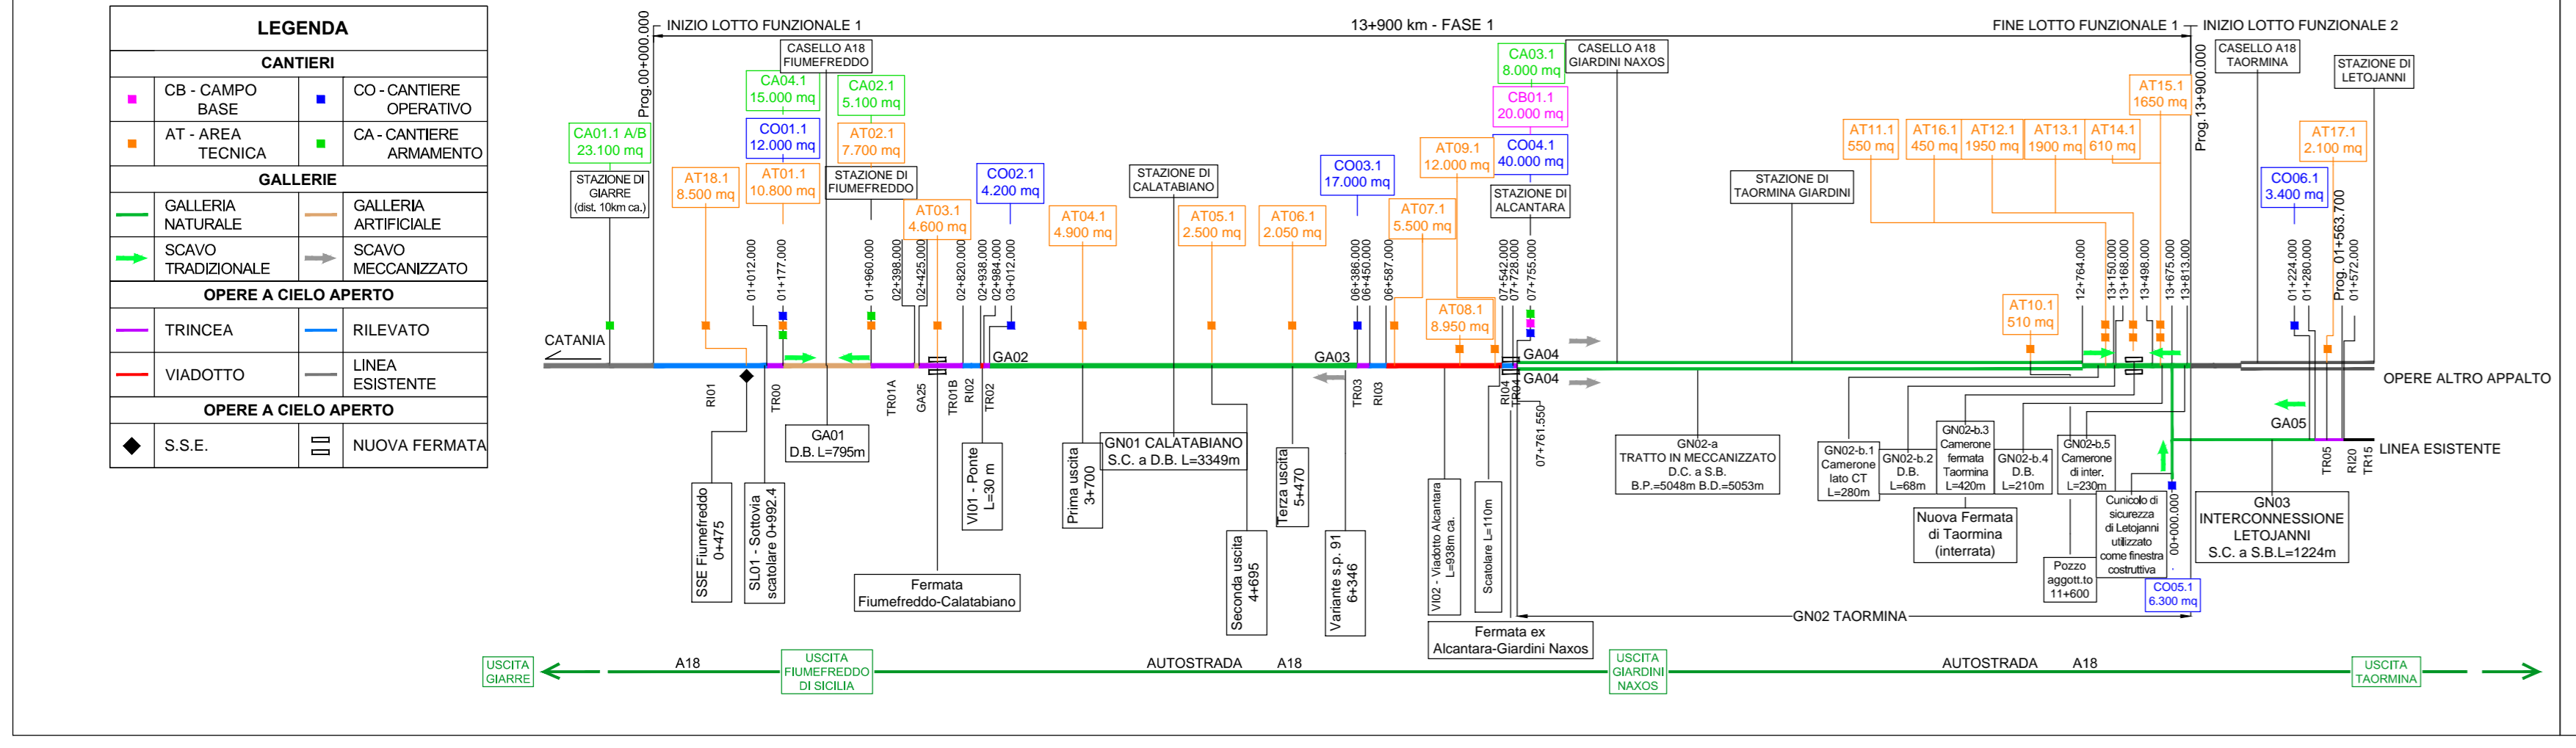 LEGENDA
CANTIERI
CB - CAMPO
BASE
CO - CANTIERE
OPERATIVO
AT - AREA
TECNICA
CA - CANTIERE
ARMAMENTO
GALLERIE
GALLERIA
NATURALE
GALLERIA
ARTIFICIALE
SCAVO
TRADIZIONALE
SCAVO
MECCANIZZATO
OPERE A CIELO APERTO
TRINCEA
RILEVATO
VIADOTTO
LINEA
ESISTENTE
OPERE A CIELO APERTO
S.S.E.
NUOVA FERMATA
Prog.00+000.000
INIZIO LOTTO FUNZIONALE 1
13+900 km - FASE 1
FINE LOTTO FUNZIONALE 1
INIZIO LOTTO FUNZIONALE 2
Prog.13+900.000
CASELLO A18
FIUMEFREDDO
CASELLO A18
GIARDINI NAXOS
CASELLO A18
TAORMINA
STAZIONE DI
LETOJANNI
CA01.1 A/B
23.100 mq
STAZIONE DI
GIARRE
(dist. 10km ca.)
AT18.1
8.500 mq
CA04.1
15.000 mq
CO01.1
12.000 mq
AT01.1
10.800 mq
CA02.1
5.100 mq
AT02.1
7.700 mq
STAZIONE DI
FIUMEFREDDO
AT03.1
4.600 mq
CO02.1
4.200 mq
AT04.1
4.900 mq
STAZIONE DI
CALATABIANO
AT05.1
2.500 mq
AT06.1
2.050 mq
CO03.1
17.000 mq
AT07.1
5.500 mq
AT09.1
12.000 mq
AT08.1
8.950 mq
CA03.1
8.000 mq
CB01.1
20.000 mq
CO04.1
40.000 mq
STAZIONE DI
ALCANTARA
STAZIONE DI
TAORMINA GIARDINI
AT11.1
550 mq
AT16.1
450 mq
AT12.1
1950 mq
AT13.1
1900 mq
AT14.1
610 mq
AT15.1
1650 mq
AT10.1
510 mq
CO06.1
3.400 mq
AT17.1
2.100 mq
01+012.000
01+177.000
01+960.000
02+398.000
02+425.000
02+820.000
02+938.000
02+984.000
03+012.000
06+386.000
06+450.000
06+587.000
07+542.000
07+728.000
07+755.000
12+764.000
13+150.000
13+168.000
13+498.000
13+675.000
13+813.000
01+224.000
01+280.000
Prog. 01+563.700
01+572.000
CATANIA
GA02
GA03
GA04
GA04
RI01
TR00
TR01A
GA25
TR01B
RI02
TR02
TR03
RI03
RI04
TR04
07+761.550
OPERE ALTRO APPALTO
GA05
LINEA ESISTENTE
TR05
RI20
TR15
SSE Fiumefreddo
0+475
SL01 - Sottovia
scatolare 0+992.4
GA01
D.B. L=795m
Fermata
Fiumefreddo-Calatabiano
VI01 - Ponte
L=30 m
Prima uscita
3+700
GN01 CALATABIANO
S.C. a D.B. L=3349m
Seconda uscita
4+695
Terza uscita
5+470
Variante s.p. 91
6+346
VI02 - Viadotto Alcantara
L=938m ca.
Scatolare L=110m
Fermata ex
Alcantara-Giardini Naxos
GN02-a
TRATTO IN MECCANIZZATO
D.C. a S.B.
B.P.=5048m B.D.=5053m
GN02-b.1
Camerone
lato CT
L=280m
GN02-b.2
D.B.
L=68m
GN02-b.3
Camerone
fermata
Taormina
L=420m
GN02-b.4
D.B.
L=210m
GN02-b.5
Camerone
di inter.
L=230m
Nuova Fermata
di Taormina
(interrata)
Pozzo
aggott.to
11+600
Cunicolo di
sicurezza
di Letojanni
utilizzato
come finestra
costruttiva
00+000.000
CO05.1
6.300 mq
GN03
INTERCONNESSIONE
LETOJANNI
S.C. a S.B.L=1224m
GN02 TAORMINA
USCITA
GIARRE
A18
USCITA
FIUMEFREDDO
DI SICILIA
AUTOSTRADA A18
USCITA
GIARDINI
NAXOS
AUTOSTRADA A18
USCITA
TAORMINA